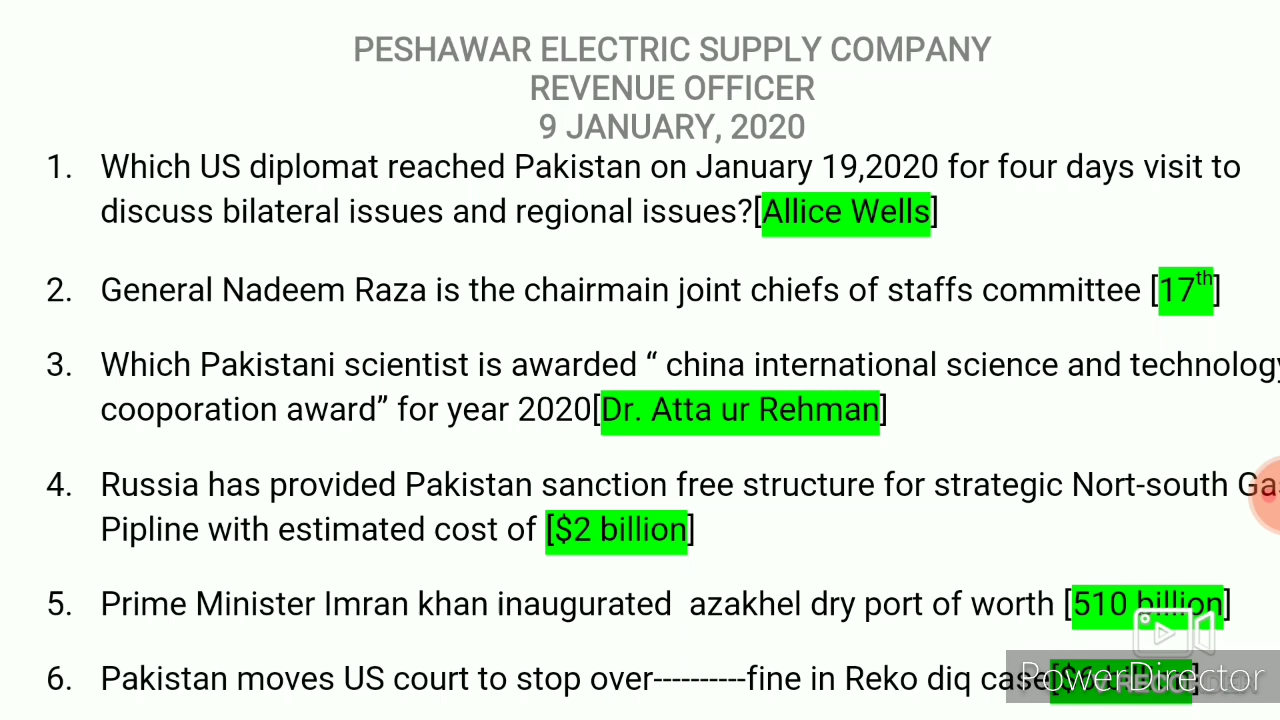 PESHAWAR ELECTRIC SUPPLY COMPANY
REVENUE OFFICER
9 JANUARY, 2020
1. Which US diplomat reached Pakistan on January 19,2020 for four days visit to
discuss bilateral issues and regional issues?[Allice Wells]
2. General Nadeem Raza is the chairmain joint chiefs of staffs committee [17th]
3. Which Pakistani scientist is awarded “ china international science and technology
cooporation award” for year 2020[Dr. Atta ur Rehman]
4. Russia has provided Pakistan sanction free structure for strategic Nort-south Gas
Pipline with estimated cost of [$2 billion]
5. Prime Minister Imran khan inaugurated azakhel dry port of worth [510 billion]
6. Pakistan moves US court to stop over----------fine in Reko diq case[$6
PowerDirector